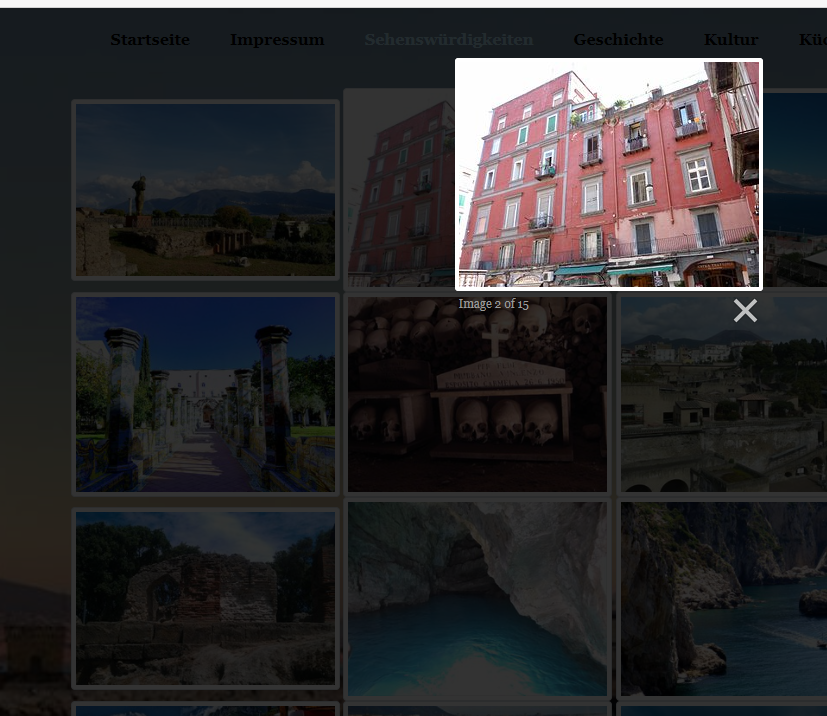 Startseite Impressum Sehenswürdigkeiten Geschichte Kultur
Image 2 of 15